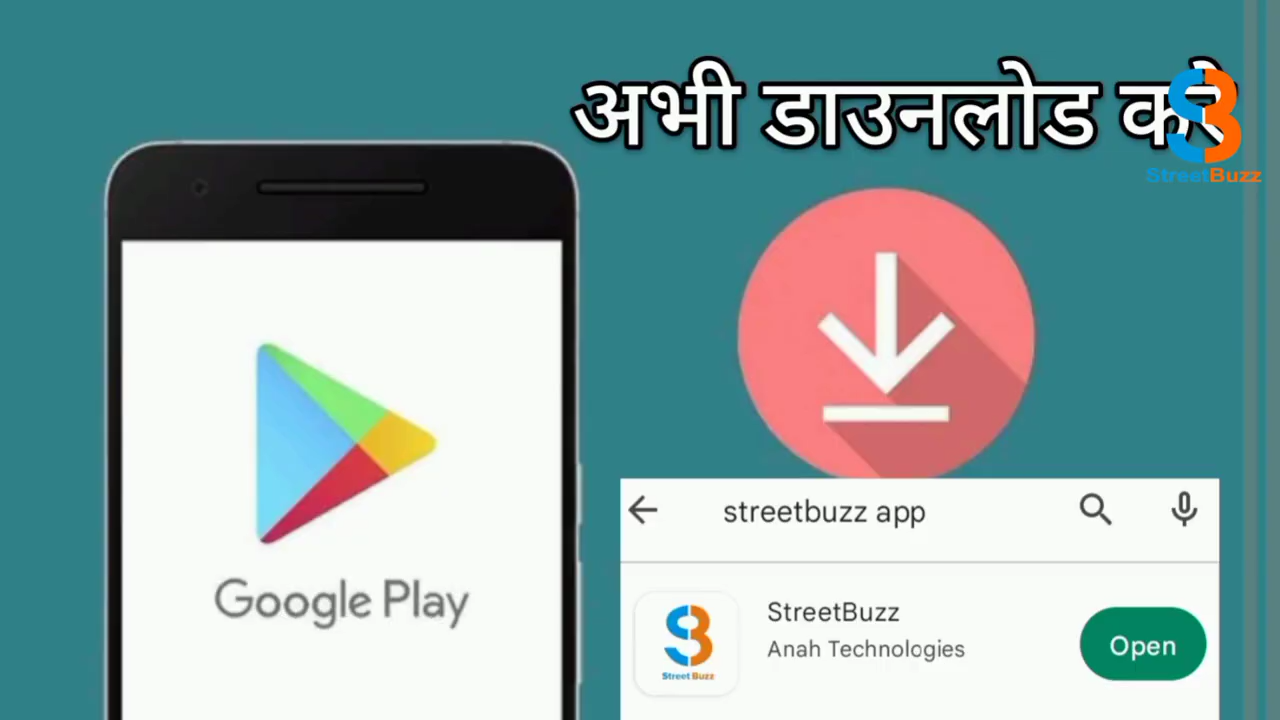 अभी डाउनलोड करे
StreetBuzz
Google Play
streetbuzz app
StreetBuzz
Anah Technologies
Open
Street Buzz